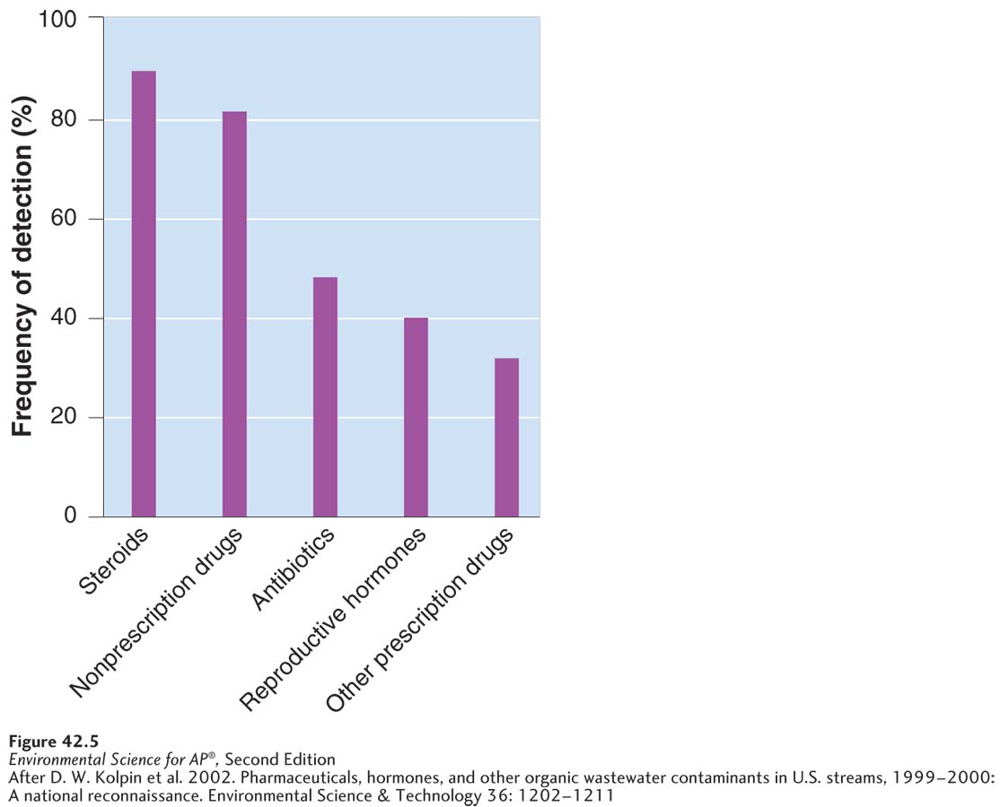 100
80
60
40
20
0
Frequency of detection (%)
Steroids
Nonprescription drugs
Antibiotics
Reproductive hormones
Other prescription drugs
Figure 42.5
Environmental Science for AP®, Second Edition
After D. W. Kolpin et al. 2002. Pharmaceuticals, hormones, and other organic wastewater contaminants in U.S. streams, 1999–2000:
A national reconnaissance. Environmental Science & Technology 36: 1202–1211